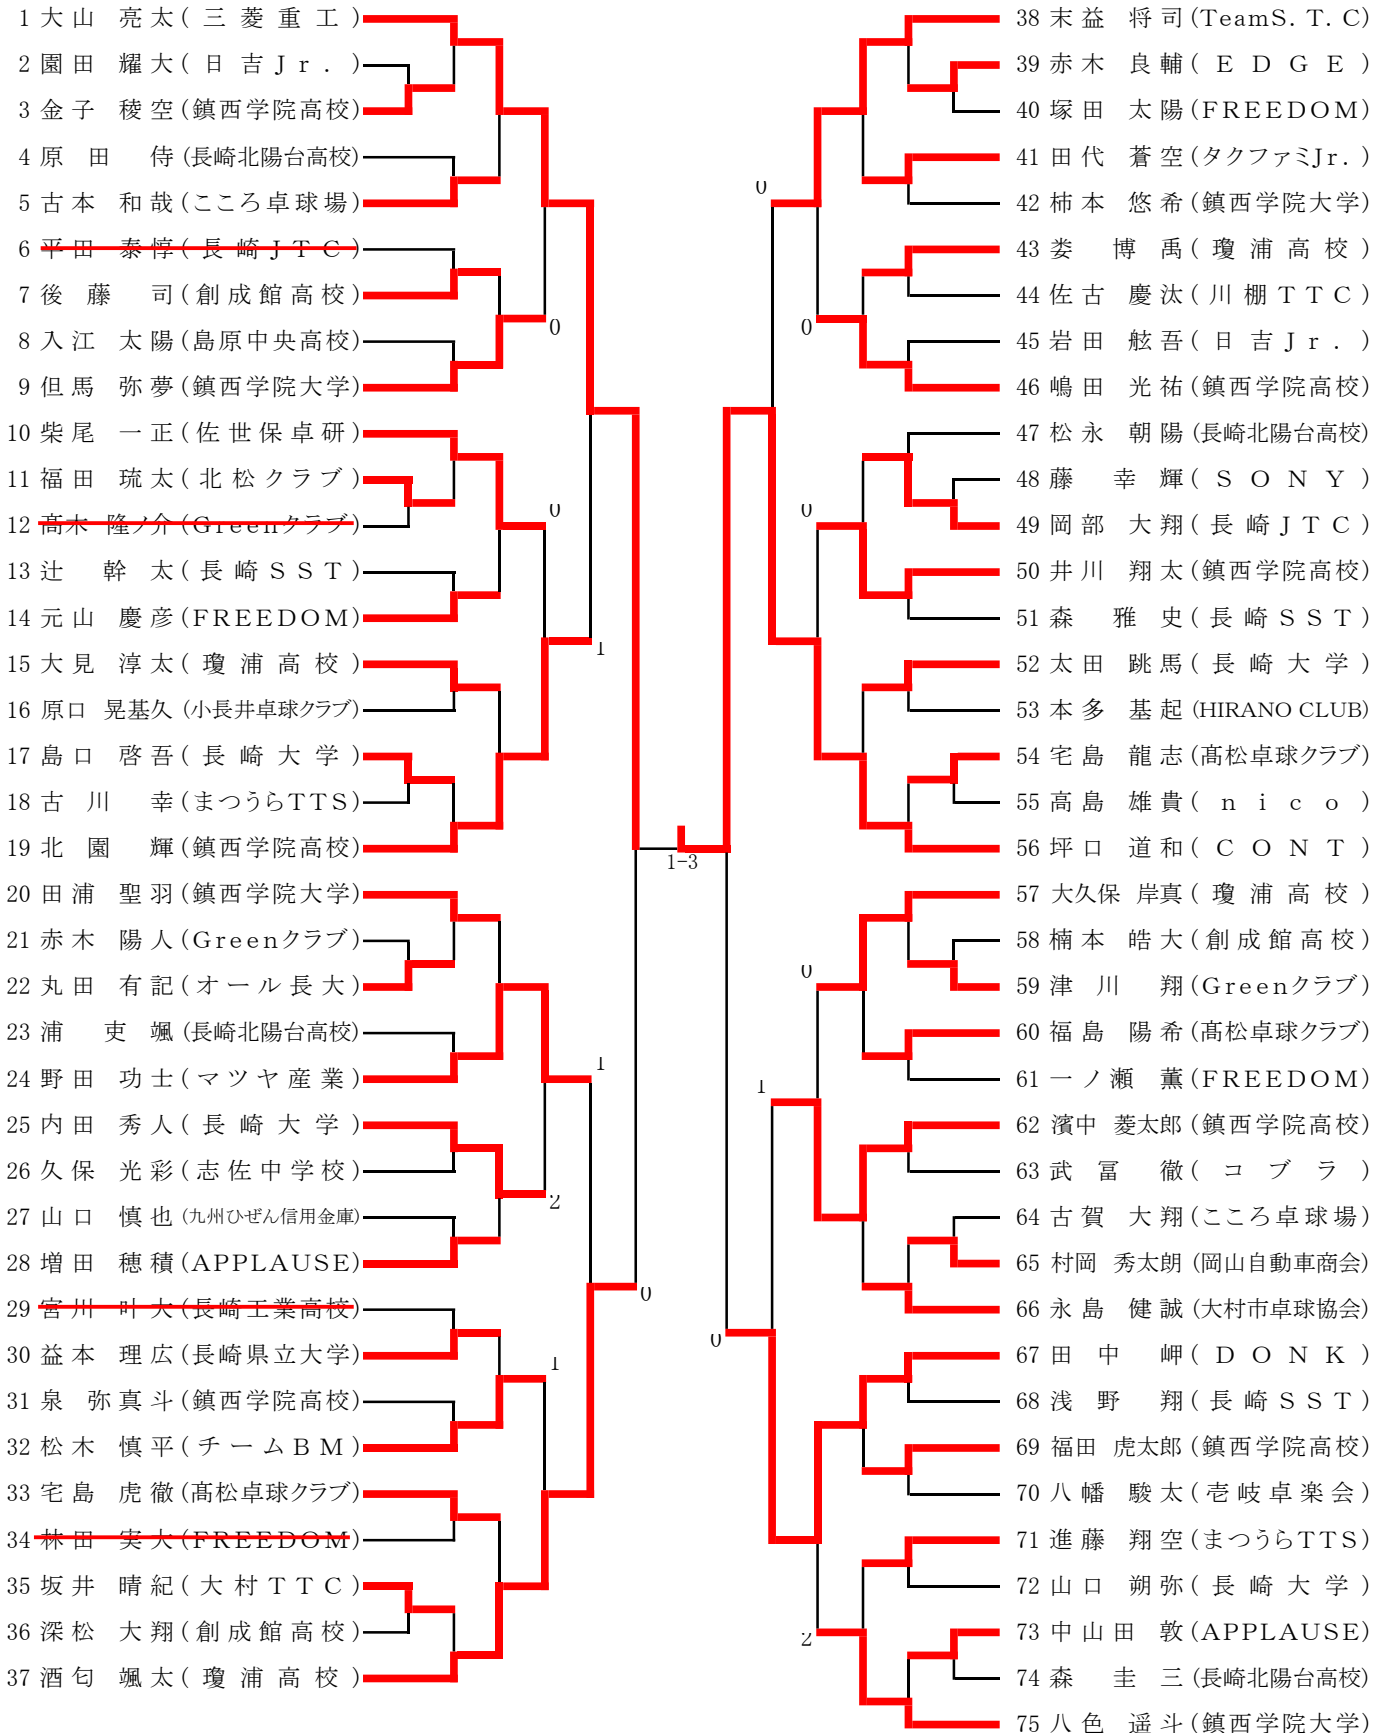 1 大山 亮太 (三菱重工)
2 園田 耀大 (日吉Jr.)
3 金子 稜空 (鎮西学院高校)
4 原田 侍 (長崎北陽台高校)
5 古本 和哉 (こころ卓球場)
6 平田 泰惇 (長崎JTC)
7 後藤 司 (創成館高校)
0
8 入江 太陽 (島原中央高校)
9 但馬 弥夢 (鎮西学院大学)
10 柴尾 一正 (佐世保卓研)
11 福田 琉太 (北松クラブ)
0
12 髙木 隆ノ介 (Greenクラブ)
13 辻 幹太 (長崎SST)
14 元山 慶彦 (FREEDOM)
1
15 大見 淳太 (瓊浦高校)
16 原口 晃基久 (小長井卓球クラブ)
17 島口 啓吾 (長崎大学)
18 古川 幸 (まつうらTTS)
19 北園 輝 (鎮西学院高校)
1-3
20 田浦 聖羽 (鎮西学院大学)
21 赤木 陽人 (Greenクラブ)
22 丸田 有記 (オール長大)
23 浦 吏颯 (長崎北陽台高校)
1
24 野田 功士 (マツヤ産業)
25 内田 秀人 (長崎大学)
26 久保 光彩 (志佐中学校)
2
27 山口 慎也 (九州ひぜん信用金庫)
28 増田 穂積 (APPLAUSE)
0
29 宮川 叶大 (長崎工業高校)
30 益本 理広 (長崎県立大学)
1
31 泉 弥真斗 (鎮西学院高校)
32 松木 慎平 (チームBM)
33 宅島 虎徹 (髙松卓球クラブ)
34 林田 実大 (FREEDOM)
35 坂井 晴紀 (大村TTC)
36 深松 大翔 (創成館高校)
37 酒匂 颯太 (瓊浦高校)
38 末益 将司 (TeamS.T.C)
39 赤木 良輔 (EDGE)
40 塚田 太陽 (FREEDOM)
41 田代 蒼空 (タクファミJr.)
0
42 柿本 悠希 (鎮西学院大学)
43 娄 博禹 (瓊浦高校)
44 佐古 慶汰 (川棚TTC)
0
45 岩田 舷吾 (日吉Jr.)
46 嶋田 光祐 (鎮西学院高校)
47 松永 朝陽 (長崎北陽台高校)
48 藤 幸輝 (SONY)
0
49 岡部 大翔 (長崎JTC)
50 井川 翔太 (鎮西学院高校)
51 森 雅史 (長崎SST)
52 太田 跳馬 (長崎大学)
53 本多 基起 (HIRANO CLUB)
54 宅島 龍志 (髙松卓球クラブ)
55 高島 雄貴 (nico)
56 坪口 道和 (CONT)
57 大久保 岸真 (瓊浦高校)
58 楠本 皓大 (創成館高校)
0
59 津川 翔 (Greenクラブ)
60 福島 陽希 (髙松卓球クラブ)
61 一ノ瀬 薫 (FREEDOM)
1
62 濱中 菱太郎 (鎮西学院高校)
63 武冨 徹 (コブラ)
64 古賀 大翔 (こころ卓球場)
65 村岡 秀太朗 (岡山自動車商会)
66 永島 健誠 (大村市卓球協会)
0
67 田中 岬 (DONK)
68 浅野 翔 (長崎SST)
69 福田 虎太郎 (鎮西学院高校)
70 八幡 駿太 (壱岐卓楽会)
71 進藤 翔空 (まつうらTTS)
72 山口 朔弥 (長崎大学)
2
73 中山田 敦 (APPLAUSE)
74 森 圭三 (長崎北陽台高校)
75 八色 遥斗 (鎮西学院大学)